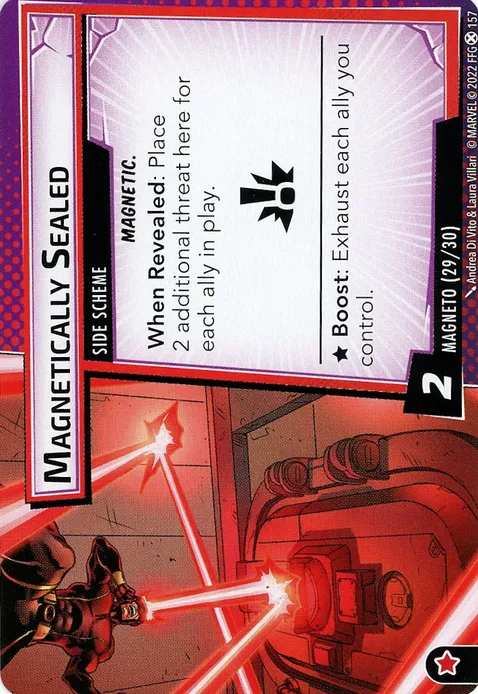 MAGNETICALLY SEALED
SIDE SCHEME
MAGNETIC.
When Revealed: Place
2 additional threat here for
each ally in play.
★ Boost: Exhaust each ally you
control.
2
MAGNETO (29/30)
Andrea Di Vito & Laura Villari © MARVEL © 2022 FFG 157